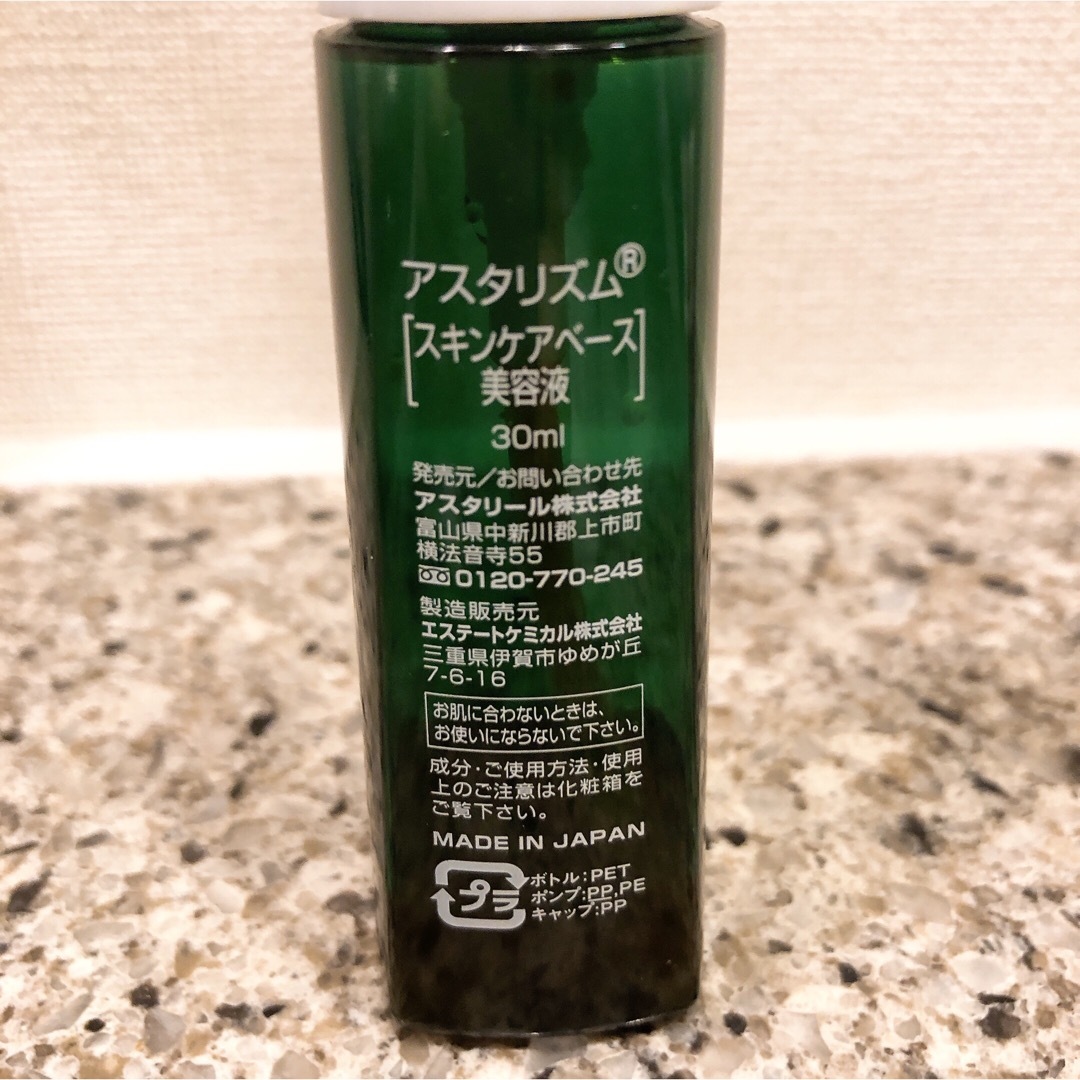 アスタリズム®
[スキンケアベース
美容液]
30ml
発売元/お問い合わせ先
アスタリール株式会社
富山県中新川郡上市町
横法音寺55
0120-770-245
製造販売元
エステートケミカル株式会社
三重県伊賀市ゆめが丘
7-6-16
お肌に合わないときは、
お使いにならないで下さい。
成分・ご使用方法・使用
上のご注意は化粧箱を
ご覧下さい。
MADE IN JAPAN
プラ
ボトル:PET
ポンプ:PP,PE
キャップ:PP